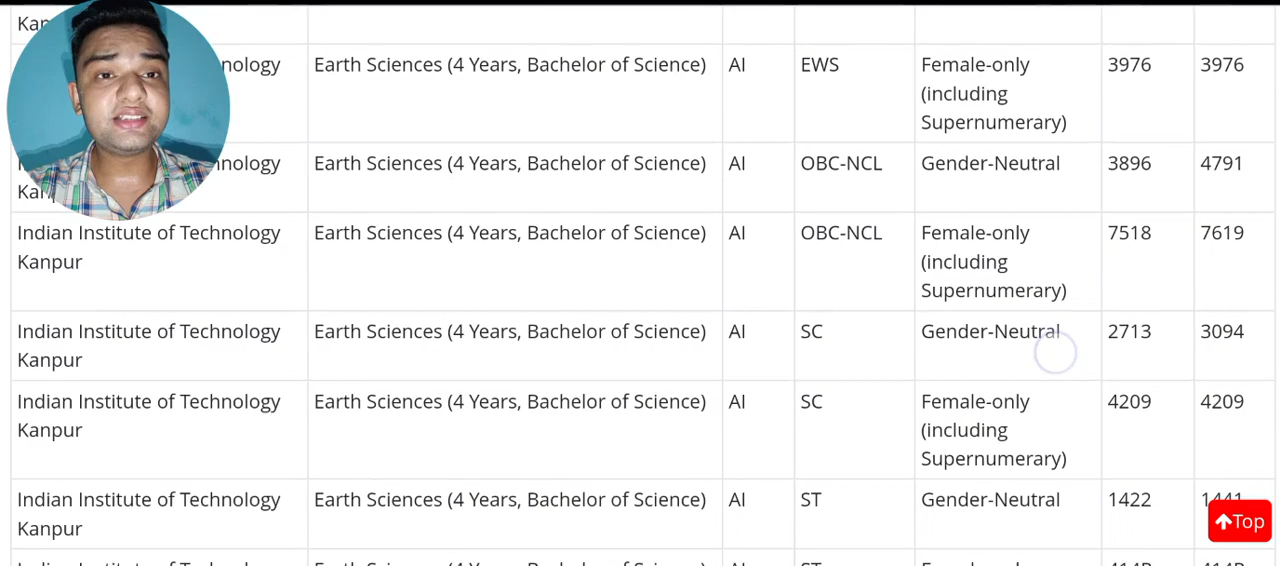 EWS Female-only
Earth Sciences (4 Years, Bachelor of Science) AI EWS Female-only 3976 3976
(including
Supernumerary)
Earth Sciences (4 Years, Bachelor of Science) AI OBC-NCL Gender-Neutral 3896 4791
Indian Institute of Technology Earth Sciences (4 Years, Bachelor of Science) AI OBC-NCL Female-only 7518 7619
Kanpur (including
Supernumerary)
Indian Institute of Technology Earth Sciences (4 Years, Bachelor of Science) AI SC Gender-Neutral 2713 3094
Kanpur
Indian Institute of Technology Earth Sciences (4 Years, Bachelor of Science) AI SC Female-only 4209 4209
Kanpur (including
Supernumerary)
Indian Institute of Technology Earth Sciences (4 Years, Bachelor of Science) AI ST Gender-Neutral 1422 1441
Kanpur
Top